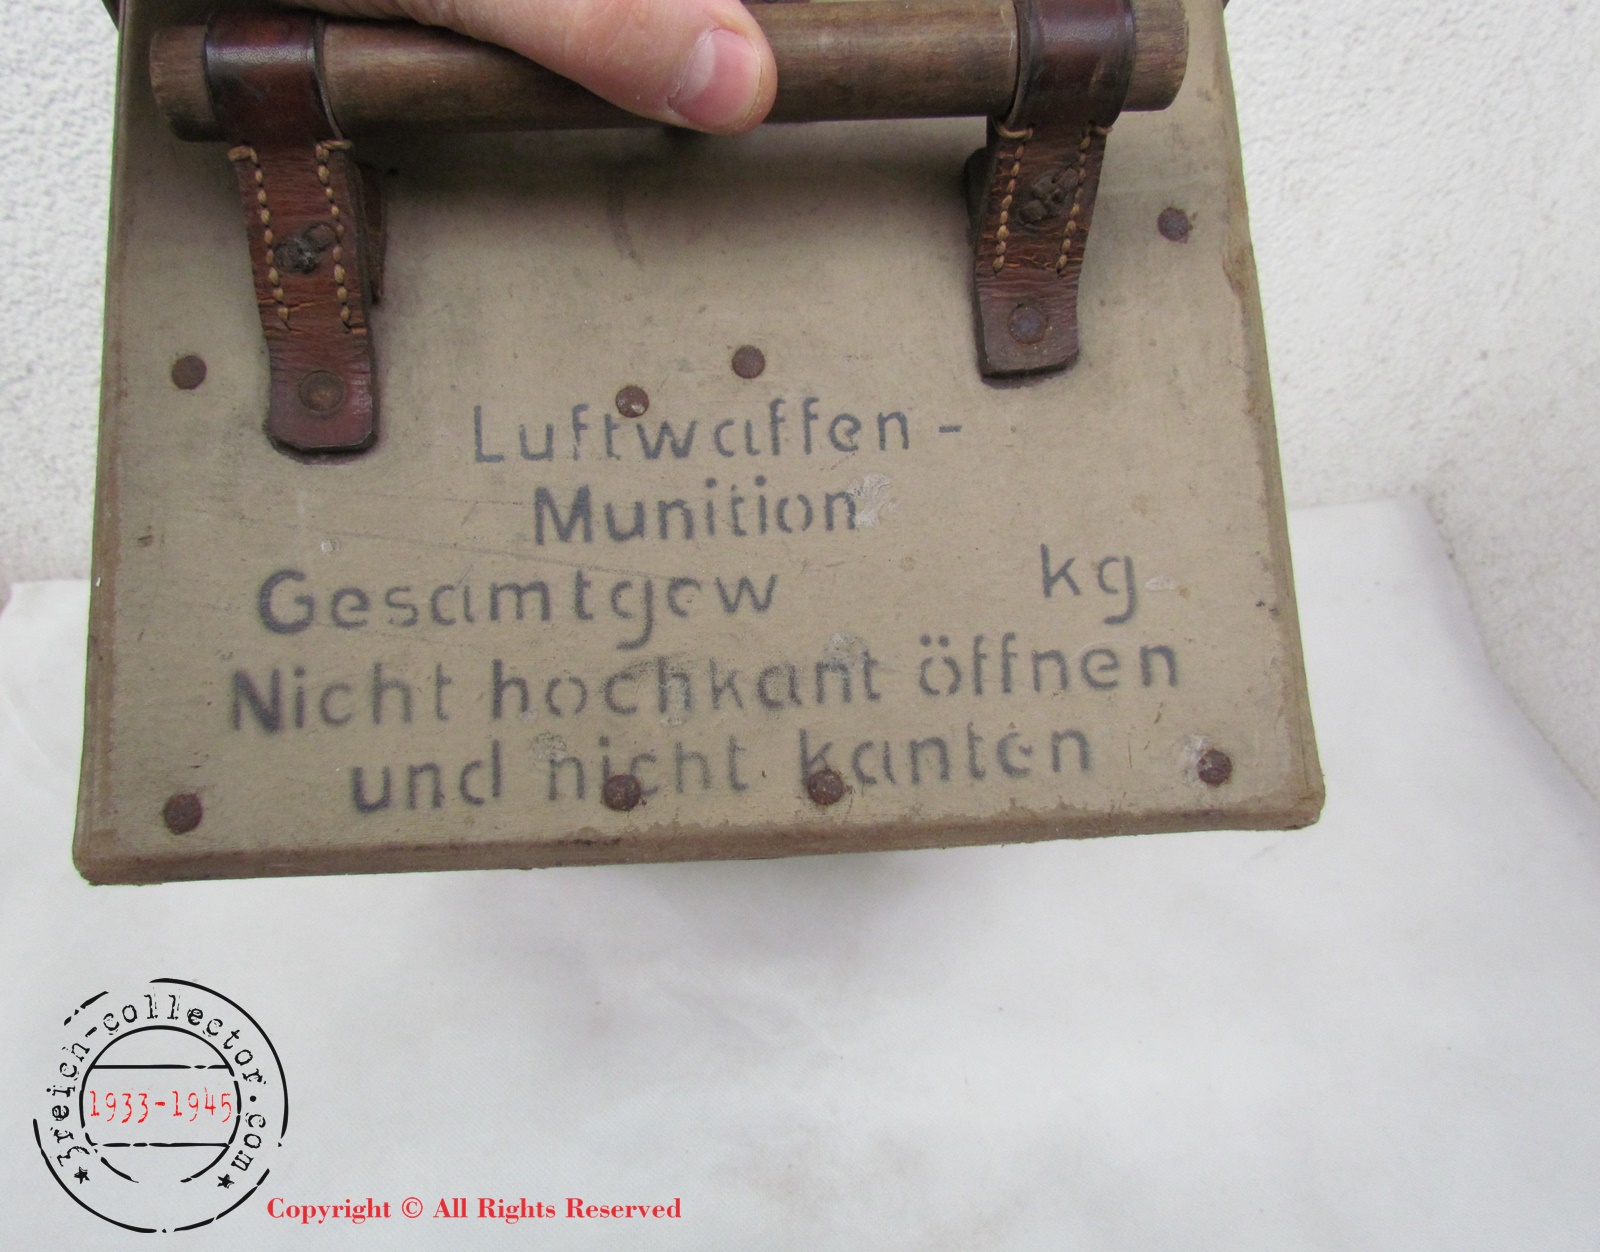 Luftwaffen -
Munition
Gesamtgew kg
Nicht hochkant öffnen
und nicht kanten
3reich-collector.com
1933-1945
Copyright © All Rights Reserved